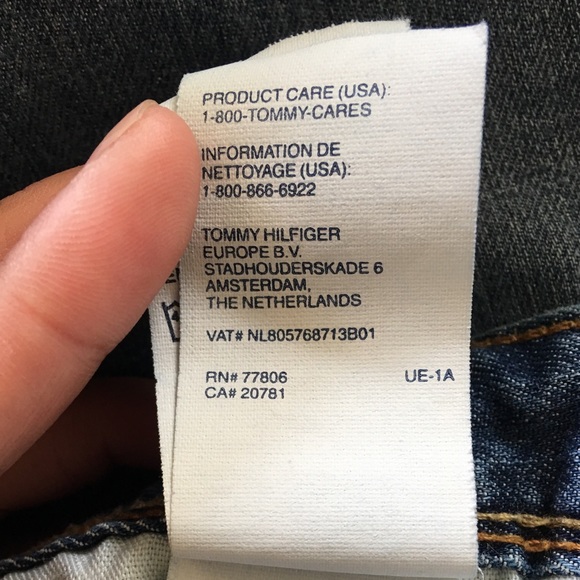 PRODUCT CARE (USA):
1-800-TOMMY-CARES
INFORMATION DE
NETTOYAGE (USA):
1-800-866-6922
TOMMY HILFIGER
EUROPE B.V.
STADHOUDERSKADE 6
AMSTERDAM,
THE NETHERLANDS
VAT# NL805768713B01
RN# 77806 UE-1A
CA# 20781